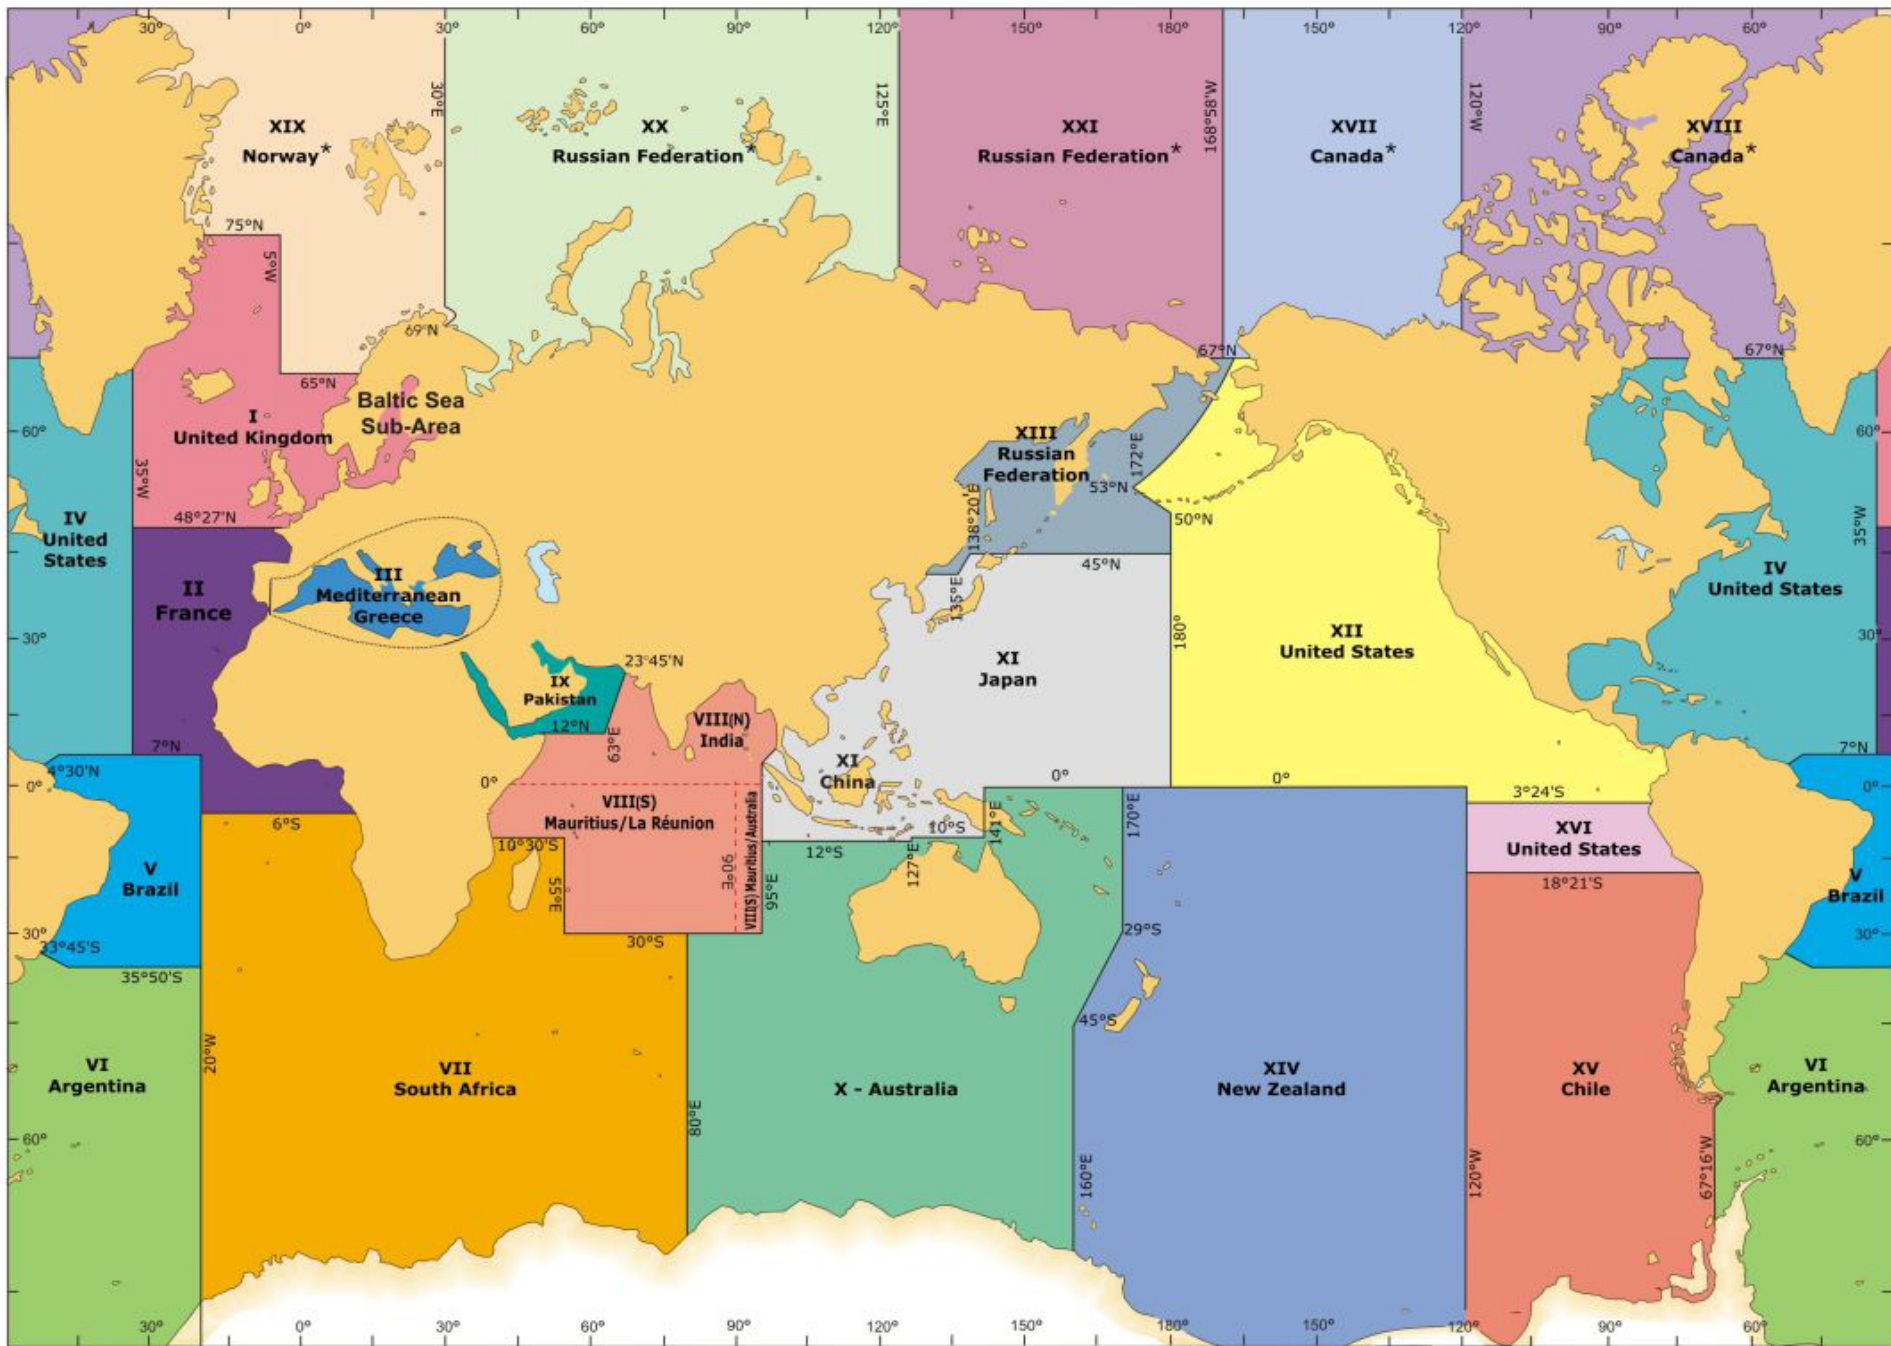 30°
0°
30°
60°
90°
120°
150°
180°
150°
120°
90°
60°
30°E
125°E
168°58'W
120°W
XIX
Norway*
XX
Russian Federation*
XXI
Russian Federation*
XVII
Canada*
XVIII
Canada*
75°N
5°W
69°N
65°N
67°N
67°N
Baltic Sea
Sub-Area
I
United Kingdom
60°
60°
35°W
48°27'N
XIII
Russian
Federation
172°E
53°N
50°N
138°20'E
45°N
135°E
IV
United
States
II
France
III
Mediterranean
Greece
35°W
IV
United States
30°
30°
180°
XII
United States
XI
Japan
23°45'N
IX
Pakistan
12°N
63°E
VIII(N)
India
7°N
7°N
4°30'N
XI
China
0°
0°
0°
0°
0°
3°24'S
6°S
VIII(S)
Mauritius/La Réunion
VIII(S) Mauritius/Australia
90°E
95°E
10°30'S
55°E
12°S
127°E
10°S
141°E
170°E
XVI
United States
18°21'S
V
Brazil
V
Brazil
30°
30°
33°45'S
35°50'S
30°S
29°S
45°S
20°W
VI
Argentina
VII
South Africa
X - Australia
XIV
New Zealand
XV
Chile
VI
Argentina
60°
60°
80°E
160°E
120°W
67°16'W
30°
0°
30°
60°
90°
120°
150°
180°
150°
120°
90°
60°